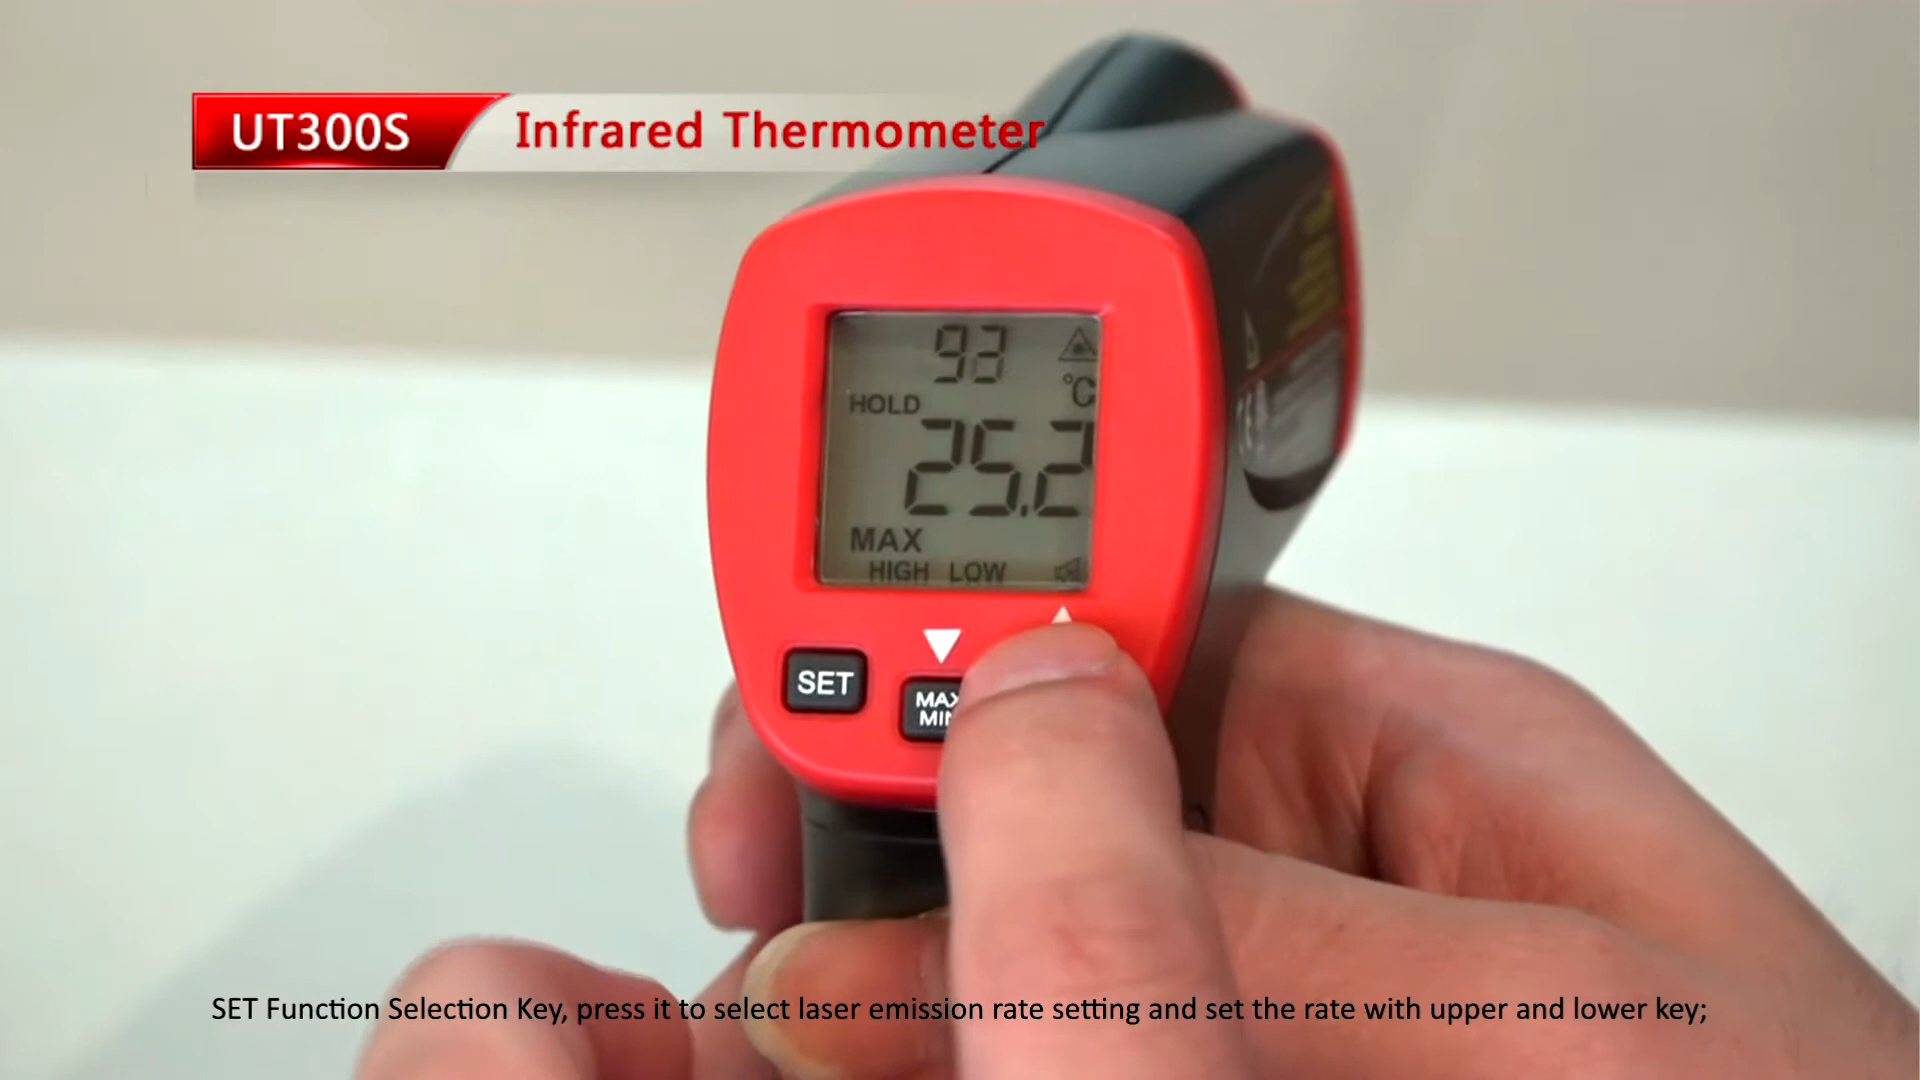 UT300S Infrared Thermometer
93
°C
HOLD
25.2
MAX
HIGH LOW
SET
MIN
SET Function Selection Key, press it to select laser emission rate setting and set the rate with upper and lower key;